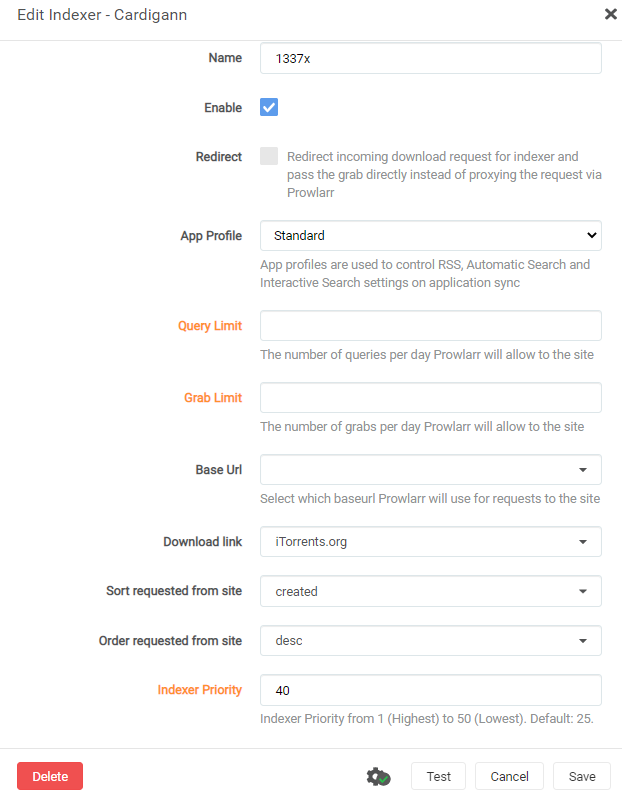 Edit Indexer - Cardigann
Name
1337x
Enable
Redirect
Redirect incoming download request for indexer and
pass the grab directly instead of proxying the request via
Prowlarr
App Profile
Standard
App profiles are used to control RSS, Automatic Search and
Interactive Search settings on application sync
Query Limit
The number of queries per day Prowlarr will allow to the site
Grab Limit
The number of grabs per day Prowlarr will allow to the site
Base Url
Select which baseurl Prowlarr will use for requests to the site
Download link
iTorrents.org
Sort requested from site
created
Order requested from site
desc
Indexer Priority
40
Indexer Priority from 1 (Highest) to 50 (Lowest). Default: 25.
Delete
Test
Cancel
Save